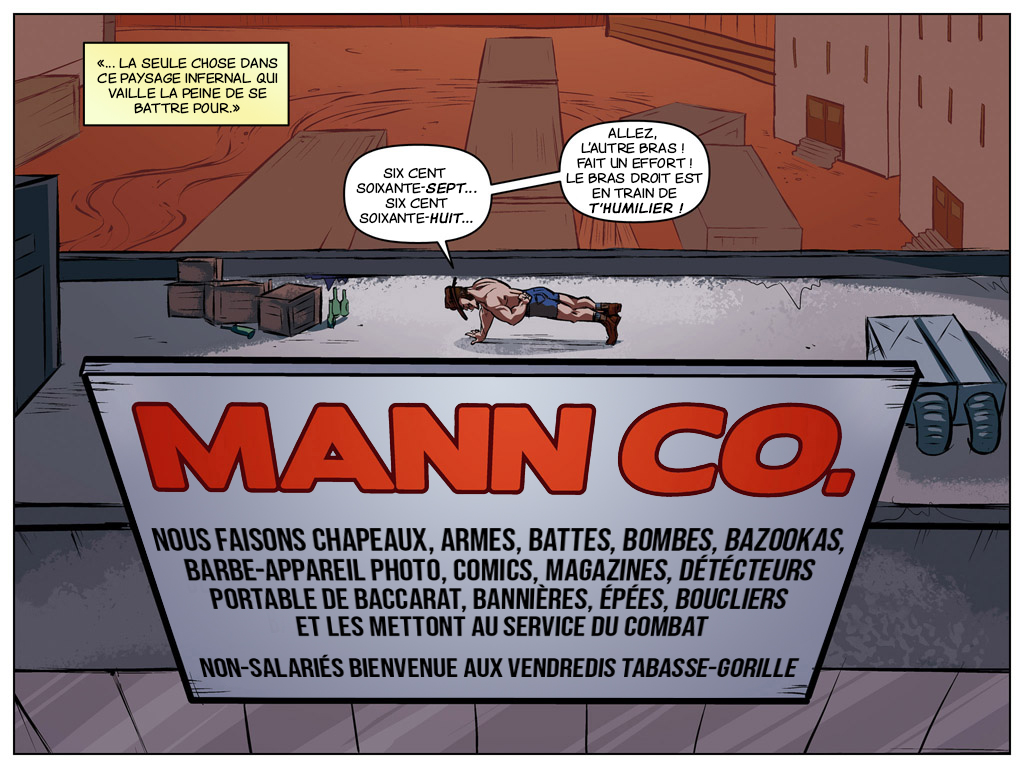 «... LA SEULE CHOSE DANS
CE PAYSAGE INFERNAL QUI
VAILLE LA PEINE DE SE
BATTRE POUR.»
SIX CENT
SOIXANTE-SEPT...
SIX CENT
SOIXANTE-HUIT...
ALLEZ,
L'AUTRE BRAS !
FAIT UN EFFORT !
LE BRAS DROIT EST
EN TRAIN DE
T'HUMILIER !
MANN CO.
NOUS FAISONS CHAPEAUX, ARMES, BATTES, BOMBES, BAZOOKAS,
BARBE-APPAREIL PHOTO, COMICS, MAGAZINES, DÉTÉCTEURS
PORTABLE DE BACCARAT, BANNIÈRES, ÉPÉES, BOUCLIERS
ET LES METTONT AU SERVICE DU COMBAT
NON-SALARIÉS BIENVENUE AUX VENDREDIS TABASSE-GORILLE